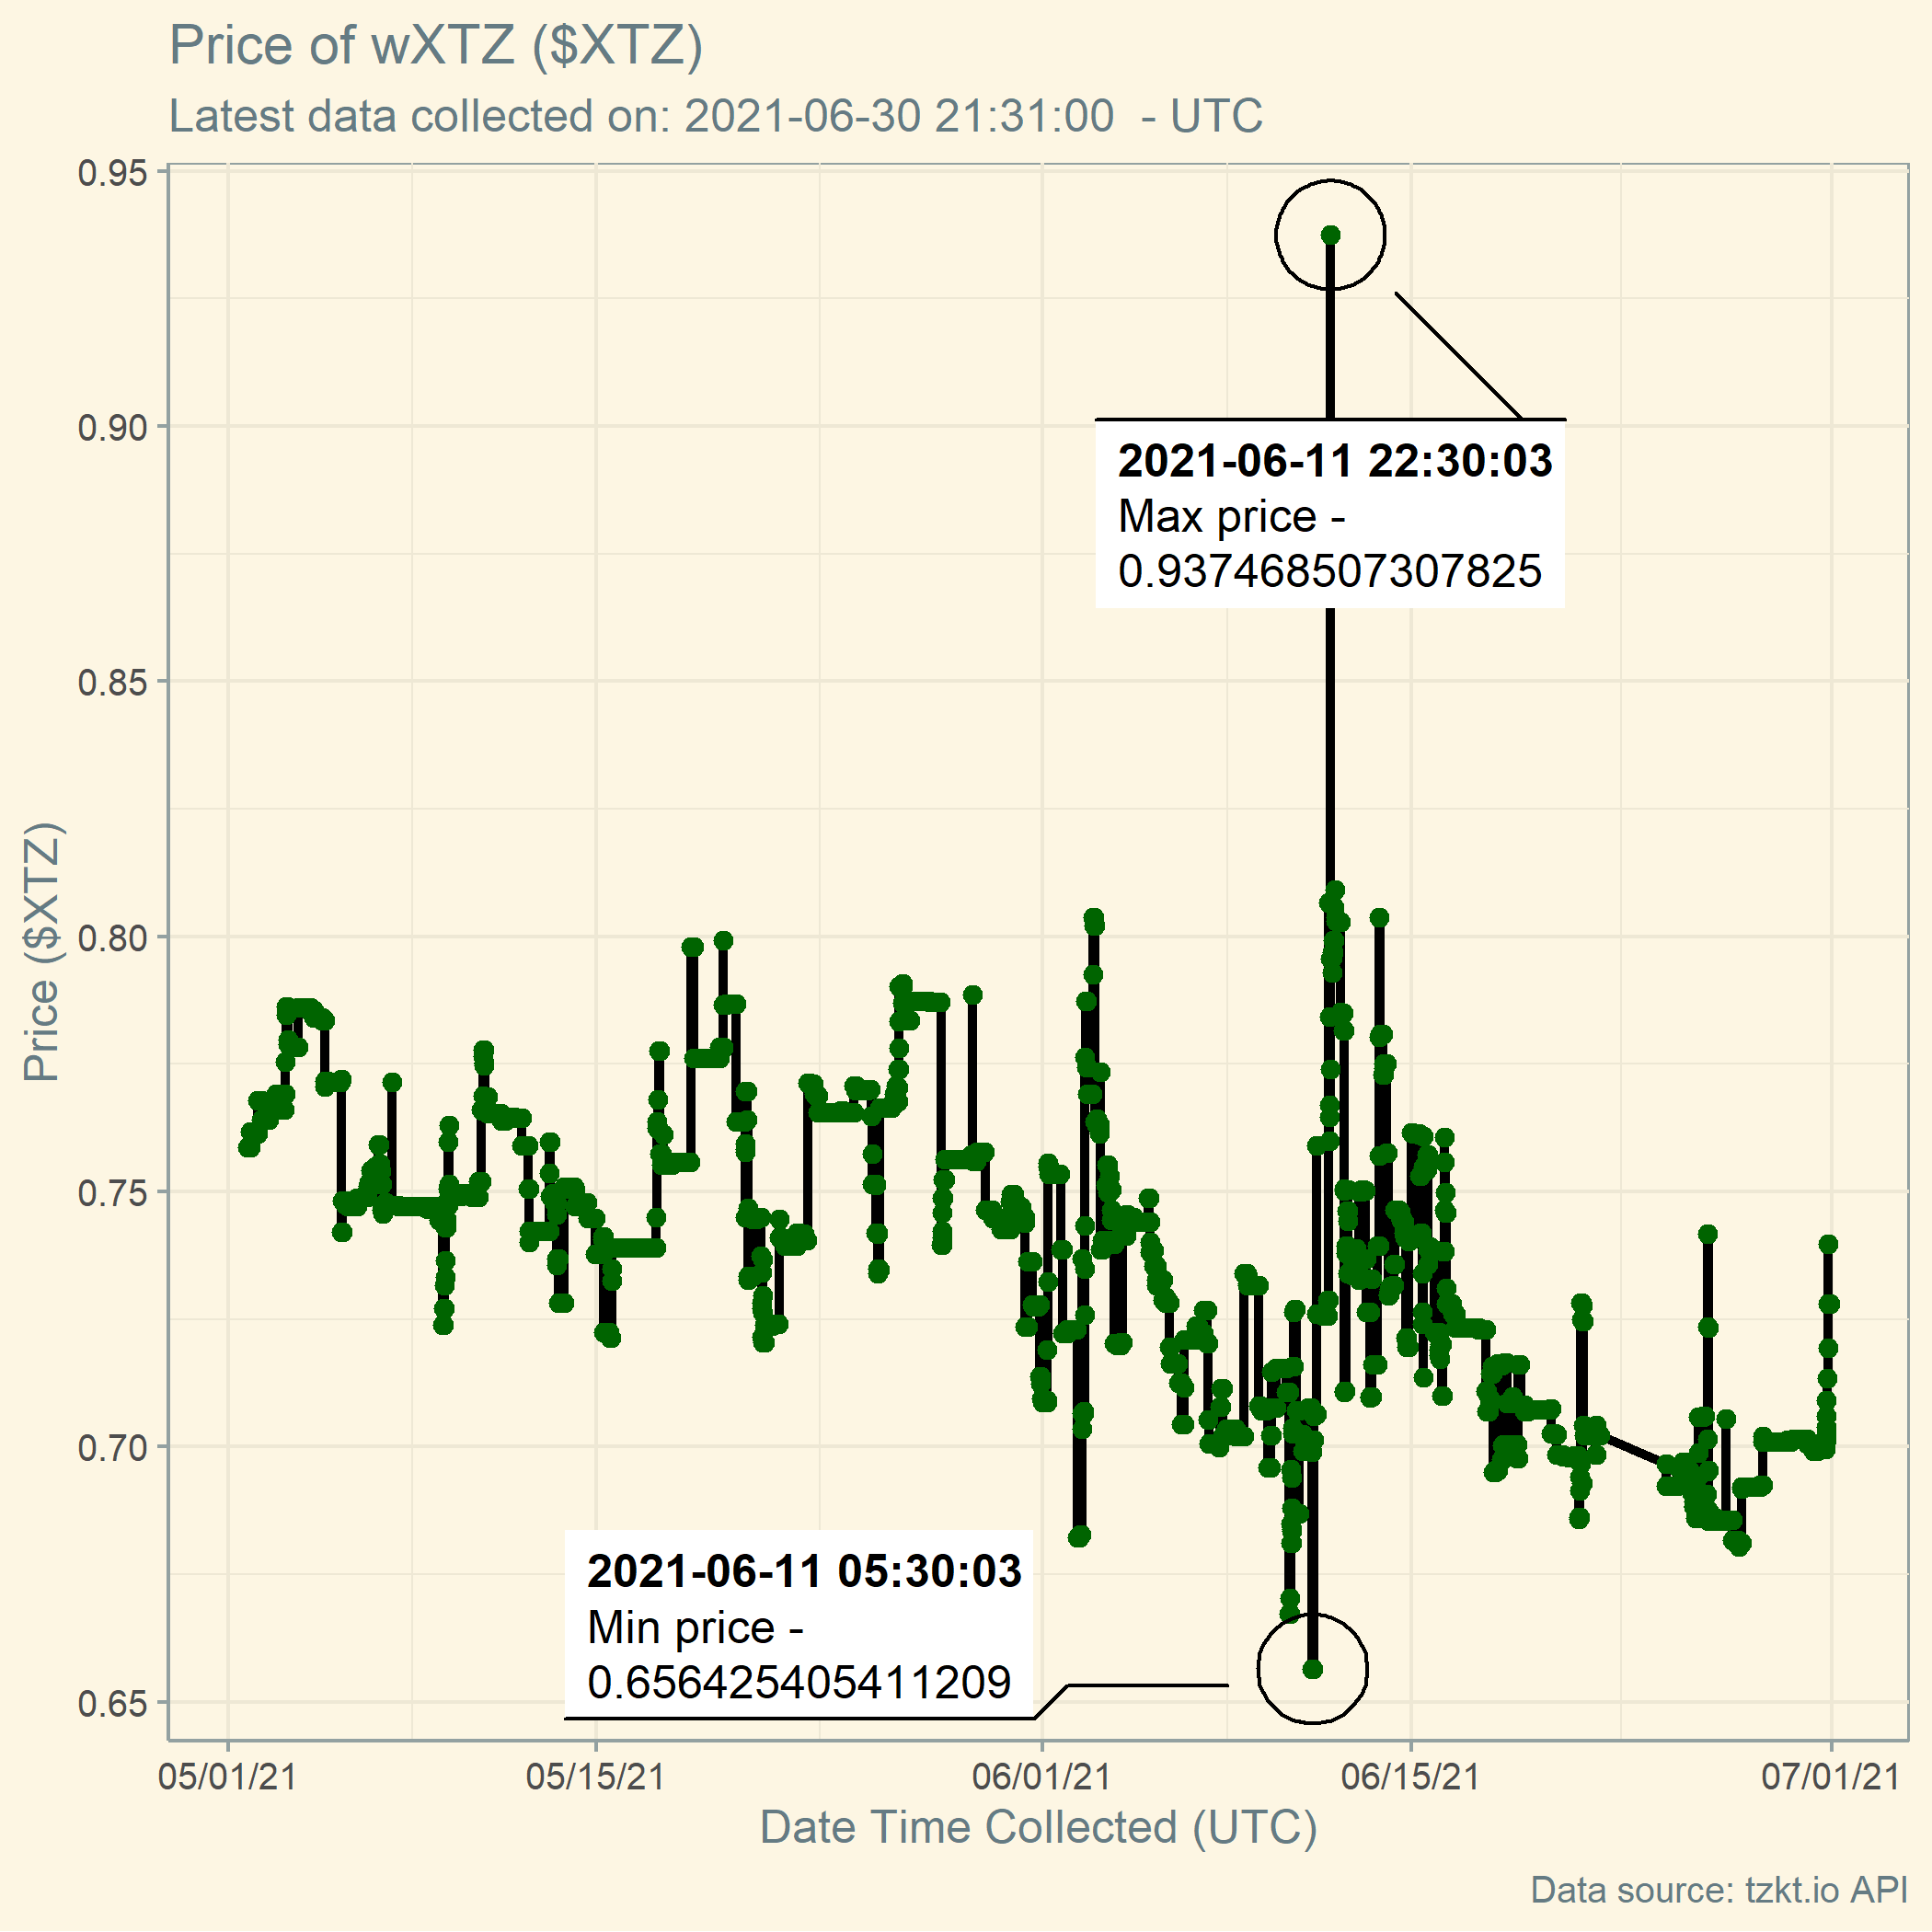 Price of wXTZ ($XTZ)
Latest data collected on: 2021-06-30 21:31:00  - UTC
0.95
0.90
0.85
0.80
0.75
0.70
0.65
Price ($XTZ)
2021-06-11 22:30:03
Max price -
0.937468507307825
2021-06-11 05:30:03
Min price -
0.656425405411209
05/01/21
05/15/21
06/01/21
06/15/21
07/01/21
Date Time Collected (UTC)
Data source: tzkt.io API